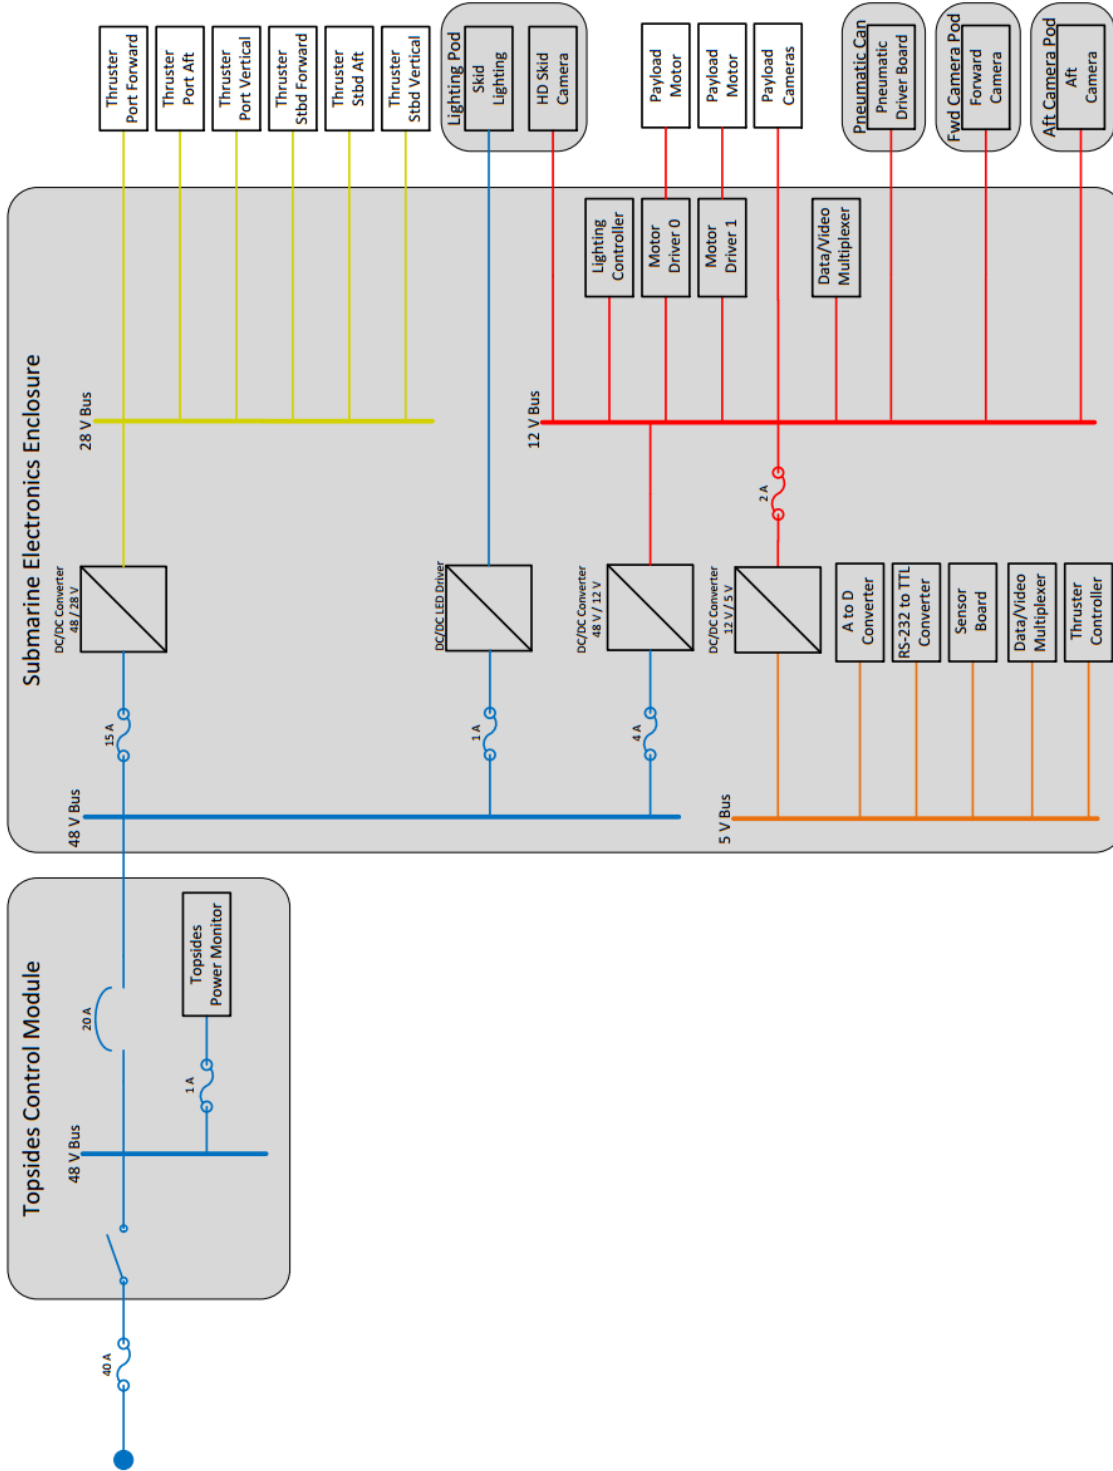 Topsides Control Module
40 A
48 V Bus
20 A
1 A
Topsides
Power Monitor
Submarine Electronics Enclosure
48 V Bus
15 A
DC/DC Converter
48 / 28 V
28 V Bus
Thruster
Port Forward
Thruster
Port Aft
Thruster
Port Vertical
Thruster
Stbd Forward
Thruster
Stbd Aft
Thruster
Stbd Vertical
1 A
DC/DC LED Driver
Lighting Pod
Skid
Lighting
HD Skid
Camera
4 A
DC/DC Converter
48 V / 12 V
12 V Bus
Lighting
Controller
Motor
Driver 0
Payload
Motor
Motor
Driver 1
Payload
Motor
Payload
Cameras
2 A
DC/DC Converter
12 V / 5 V
Data/Video
Multiplexer
Pneumatic Can
Pneumatic
Driver Board
Fwd Camera Pod
Forward
Camera
Aft Camera Pod
Aft
Camera
5 V Bus
A to D
Converter
RS-232 to TTL
Converter
Sensor
Board
Data/Video
Multiplexer
Thruster
Controller